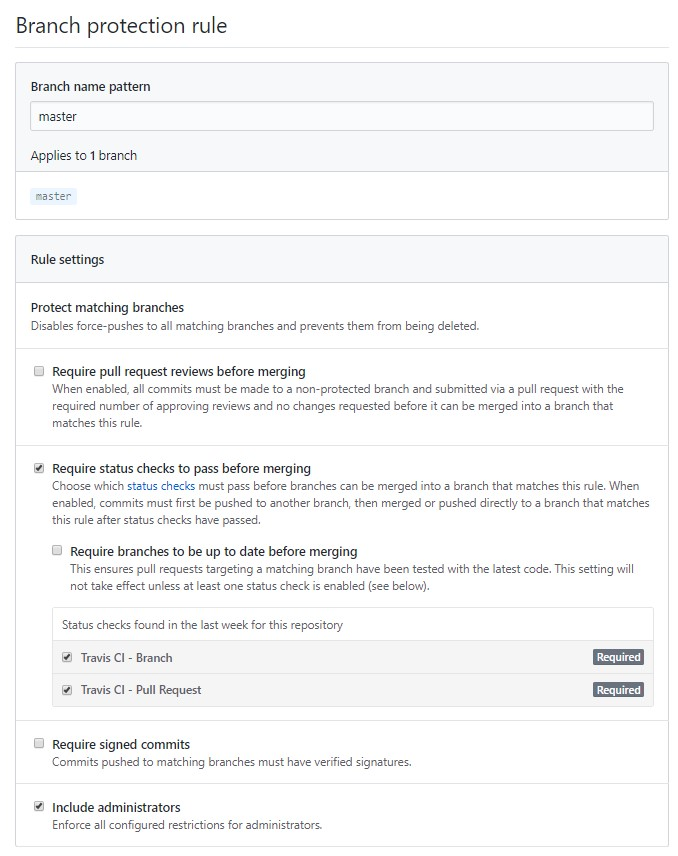 Branch protection rule
Branch name pattern
master
Applies to 1 branch
master
Rule settings
Protect matching branches
Disables force-pushes to all matching branches and prevents them from being deleted.
Require pull request reviews before merging
When enabled, all commits must be made to a non-protected branch and submitted via a pull request with the
required number of approving reviews and no changes requested before it can be merged into a branch that
matches this rule.
Require status checks to pass before merging
Choose which status checks must pass before branches can be merged into a branch that matches this rule. When
enabled, commits must first be pushed to another branch, then merged or pushed directly to a branch that matches
this rule after status checks have passed.
Require branches to be up to date before merging
This ensures pull requests targeting a matching branch have been tested with the latest code. This setting will
not take effect unless at least one status check is enabled (see below).
Status checks found in the last week for this repository
Travis CI - Branch Required
Travis CI - Pull Request Required
Require signed commits
Commits pushed to matching branches must have verified signatures.
Include administrators
Enforce all configured restrictions for administrators.